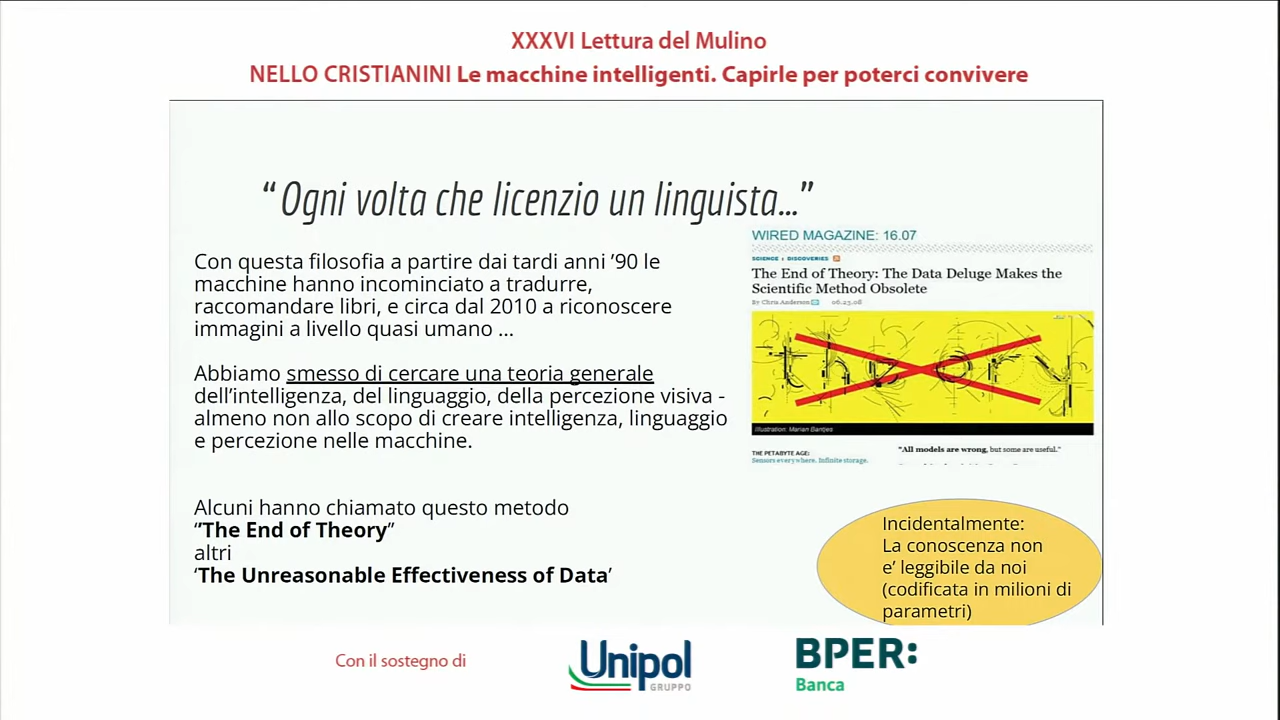 XXXVI Lettura del Mulino
NELLO CRISTIANINI Le macchine intelligenti. Capirle per poterci convivere
“Ogni volta che licenzio un linguista...”
Con questa filosofia a partire dai tardi anni ’90 le
macchine hanno incominciato a tradurre,
raccomandare libri, e circa dal 2010 a riconoscere
immagini a livello quasi umano ...
Abbiamo smesso di cercare una teoria generale
dell’intelligenza, del linguaggio, della percezione visiva -
almeno non allo scopo di creare intelligenza, linguaggio
e percezione nelle macchine.
Alcuni hanno chiamato questo metodo
“The End of Theory”
altri
‘The Unreasonable Effectiveness of Data’
WIRED MAGAZINE: 16.07
SCIENCE : DISCOVERIES
The End of Theory: The Data Deluge Makes the
Scientific Method Obsolete
By Chris Anderson 06.23.08
theory
Illustration: Marian Bantjes
THE PETABYTE AGE:
Sensors everywhere. Infinite storage.
"All models are wrong, but some are useful."
Incidentalmente:
La conoscenza non
e’ leggibile da noi
(codificata in milioni di
parametri)
Con il sostegno di
Unipol
GRUPPO
BPER:
Banca